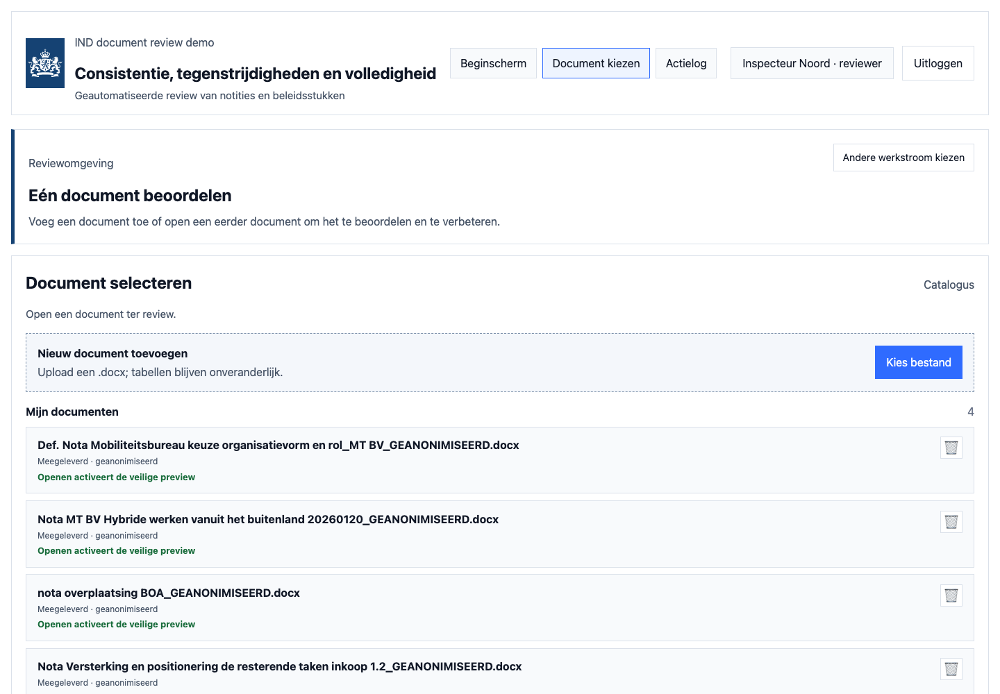 IND document review demo
Consistentie, tegenstrijdigheden en volledigheid
Geautomatiseerde review van notities en beleidsstukken
Beginscherm
Document kiezen
Actielog
Inspecteur Noord · reviewer
Uitloggen
Reviewomgeving
Andere werkstroom kiezen
Eén document beoordelen
Voeg een document toe of open een eerder document om het te beoordelen en te verbeteren.
Document selecteren
Catalogus
Open een document ter review.
Nieuw document toevoegen
Upload een .docx; tabellen blijven onveranderlijk.
Kies bestand
Mijn documenten
4
Def. Nota Mobiliteitsbureau keuze organisatievorm en rol_MT BV_GEANONIMISEERD.docx
Meegeleverd · geanonimiseerd
Openen activeert de veilige preview
Nota MT BV Hybride werken vanuit het buitenland 20260120_GEANONIMISEERD.docx
Meegeleverd · geanonimiseerd
Openen activeert de veilige preview
nota overplaatsing BOA_GEANONIMISEERD.docx
Meegeleverd · geanonimiseerd
Openen activeert de veilige preview
Nota Versterking en positionering de resterende taken inkoop 1.2_GEANONIMISEERD.docx
Meegeleverd · geanonimiseerd